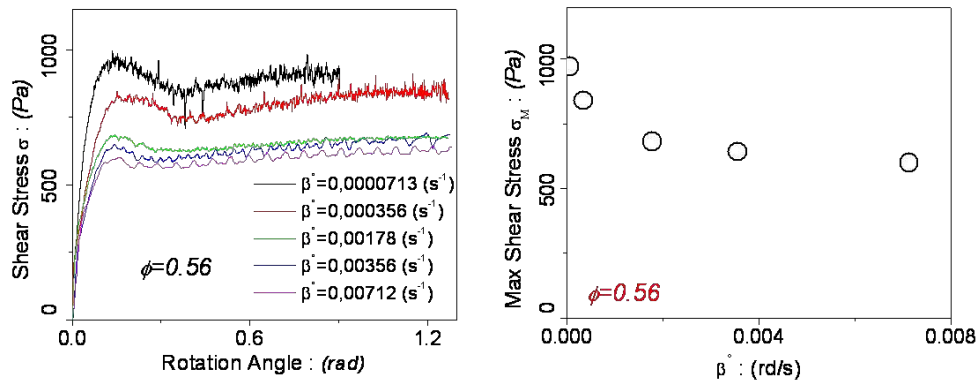 Shear Stress σ : (Pa)
1000
500
0
β°=0,0000713 (s⁻¹)
β°=0,000356 (s⁻¹)
β°=0,00178 (s⁻¹)
β°=0,00356 (s⁻¹)
β°=0,00712 (s⁻¹)
ϕ=0.56
0.0
0.6
1.2
Rotation Angle : (rad)
Max Shear Stress σM : (Pa)
1000
500
0
ϕ=0.56
0.000
0.004
0.008
β° : (rd/s)